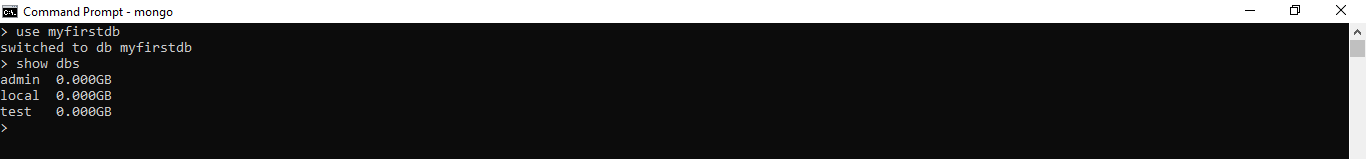 Command Prompt - mongo
> use myfirstdb
switched to db myfirstdb
> show dbs
admin  0.000GB
local  0.000GB
test   0.000GB
>